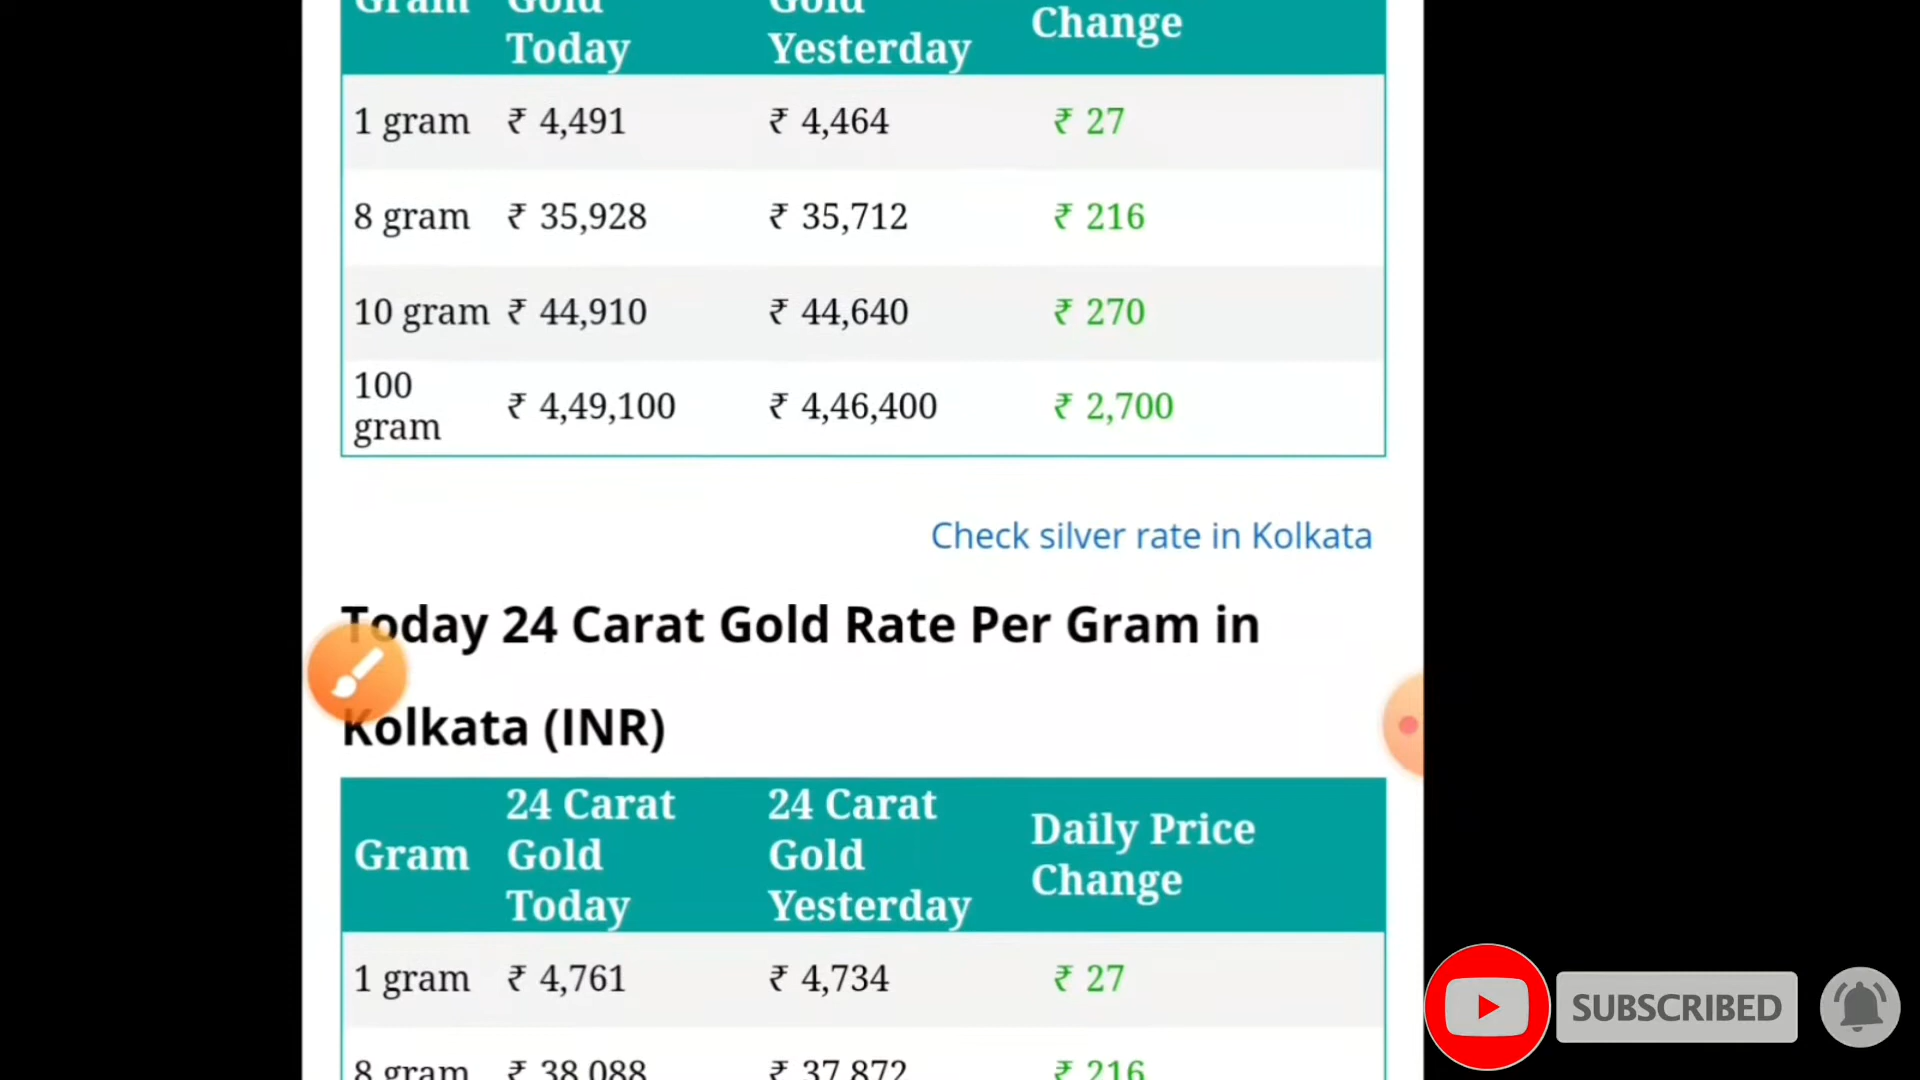 Gram Gold Gold Change
Today Yesterday
1 gram ₹ 4,491 ₹ 4,464 ₹ 27
8 gram ₹ 35,928 ₹ 35,712 ₹ 216
10 gram ₹ 44,910 ₹ 44,640 ₹ 270
100 gram ₹ 4,49,100 ₹ 4,46,400 ₹ 2,700
Check silver rate in Kolkata
Today 24 Carat Gold Rate Per Gram in
Kolkata (INR)
Gram 24 Carat Gold Today 24 Carat Gold Yesterday Daily Price Change
1 gram ₹ 4,761 ₹ 4,734 ₹ 27
8 gram ₹ 38,088 ₹ 37,872 ₹ 216
SUBSCRIBED